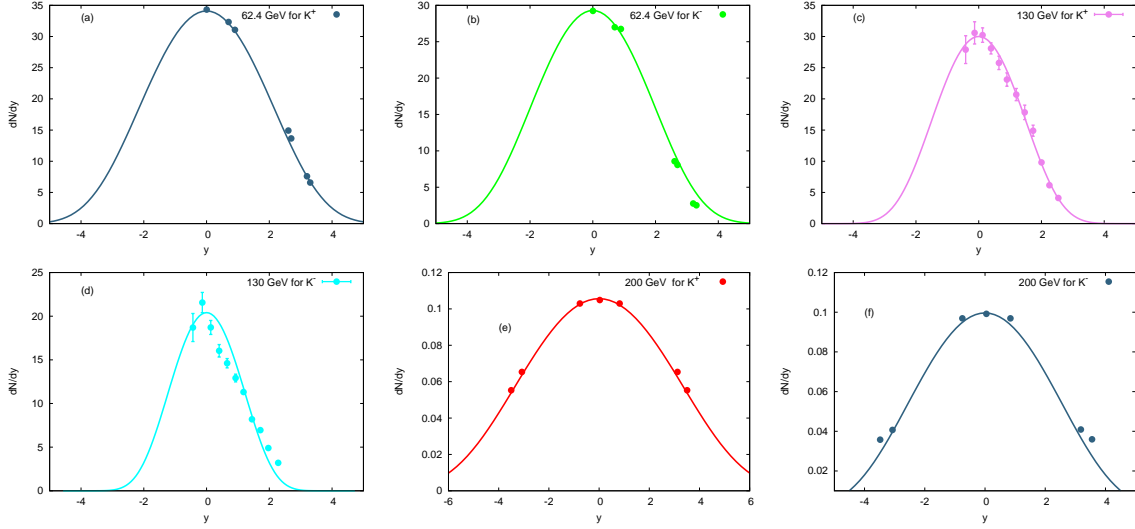 (a)
62.4 GeV for K⁺
dN/dy
35
30
25
20
15
10
5
0
-4 -2 0 2 4
y
(b)
62.4 GeV for K⁻
dN/dy
30
25
20
15
10
5
0
-4 -2 0 2 4
y
(c)
130 GeV for K⁺
dN/dy
35
30
25
20
15
10
5
0
-4 -2 0 2 4
y
(d)
130 GeV for K⁻
dN/dy
25
20
15
10
5
0
-4 -2 0 2 4
y
(e)
200 GeV for K⁺
dN/dy
0.12
0.1
0.08
0.06
0.04
0.02
0
-6 -4 -2 0 2 4 6
y
(f)
200 GeV for K⁻
dN/dy
0.12
0.1
0.08
0.06
0.04
0.02
-4 -2 0 2 4
y